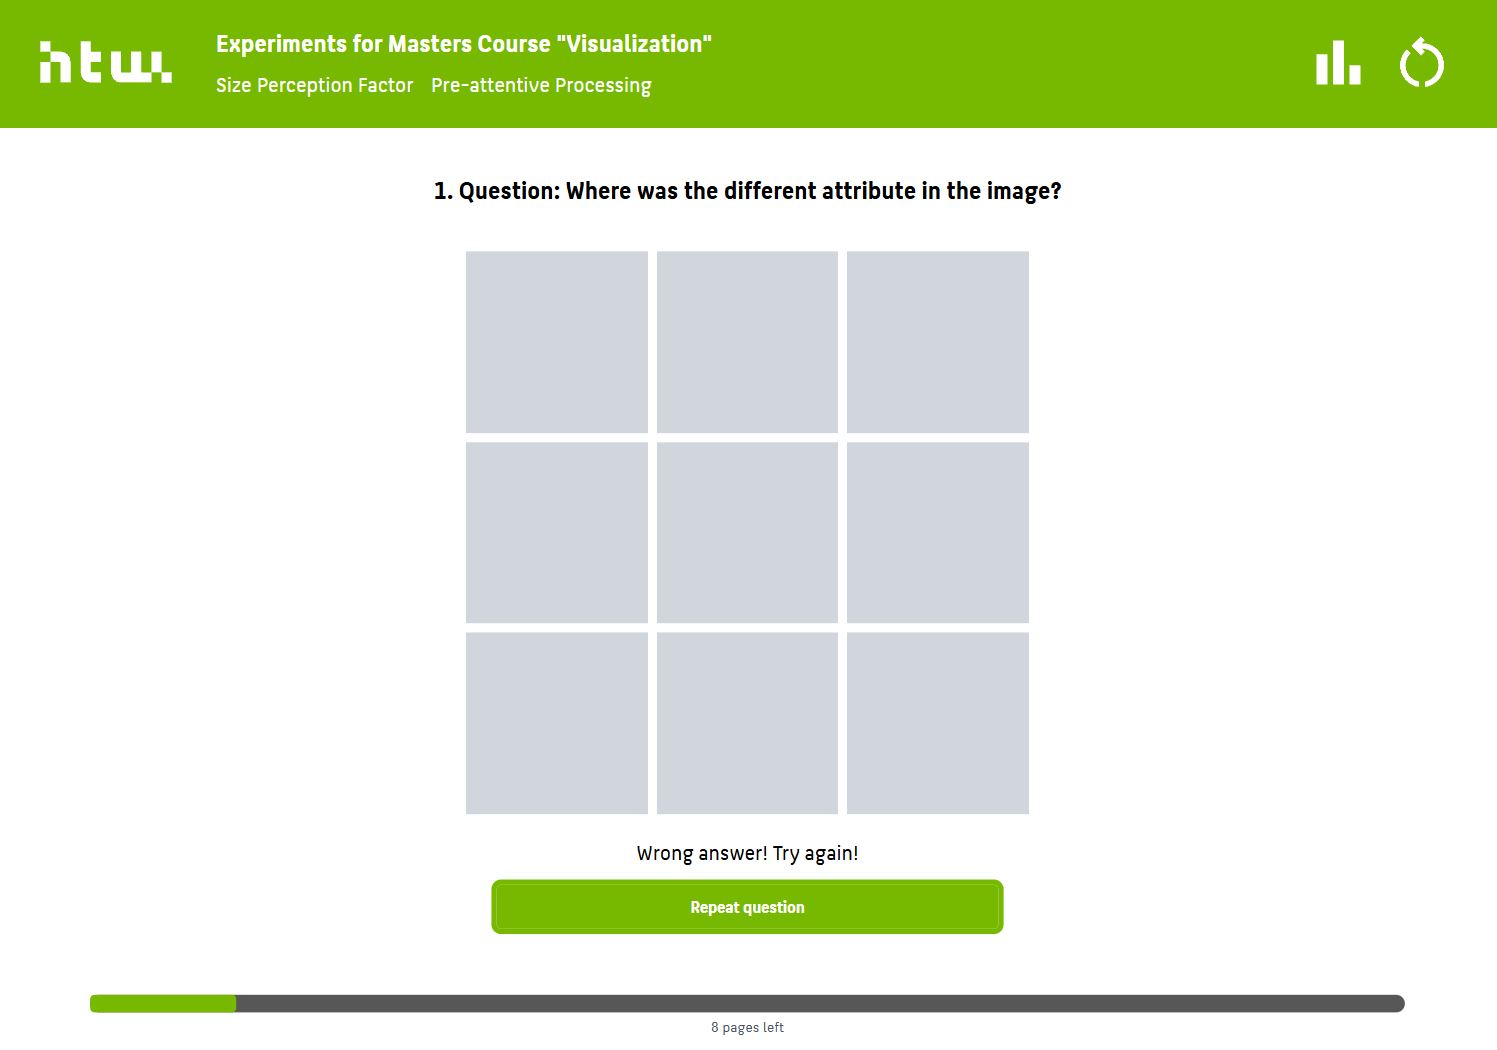 htw.
Experiments for Masters Course "Visualization"
Size Perception Factor Pre-attentive Processing
1. Question: Where was the different attribute in the image?
Wrong answer! Try again!
Repeat question
8 pages left